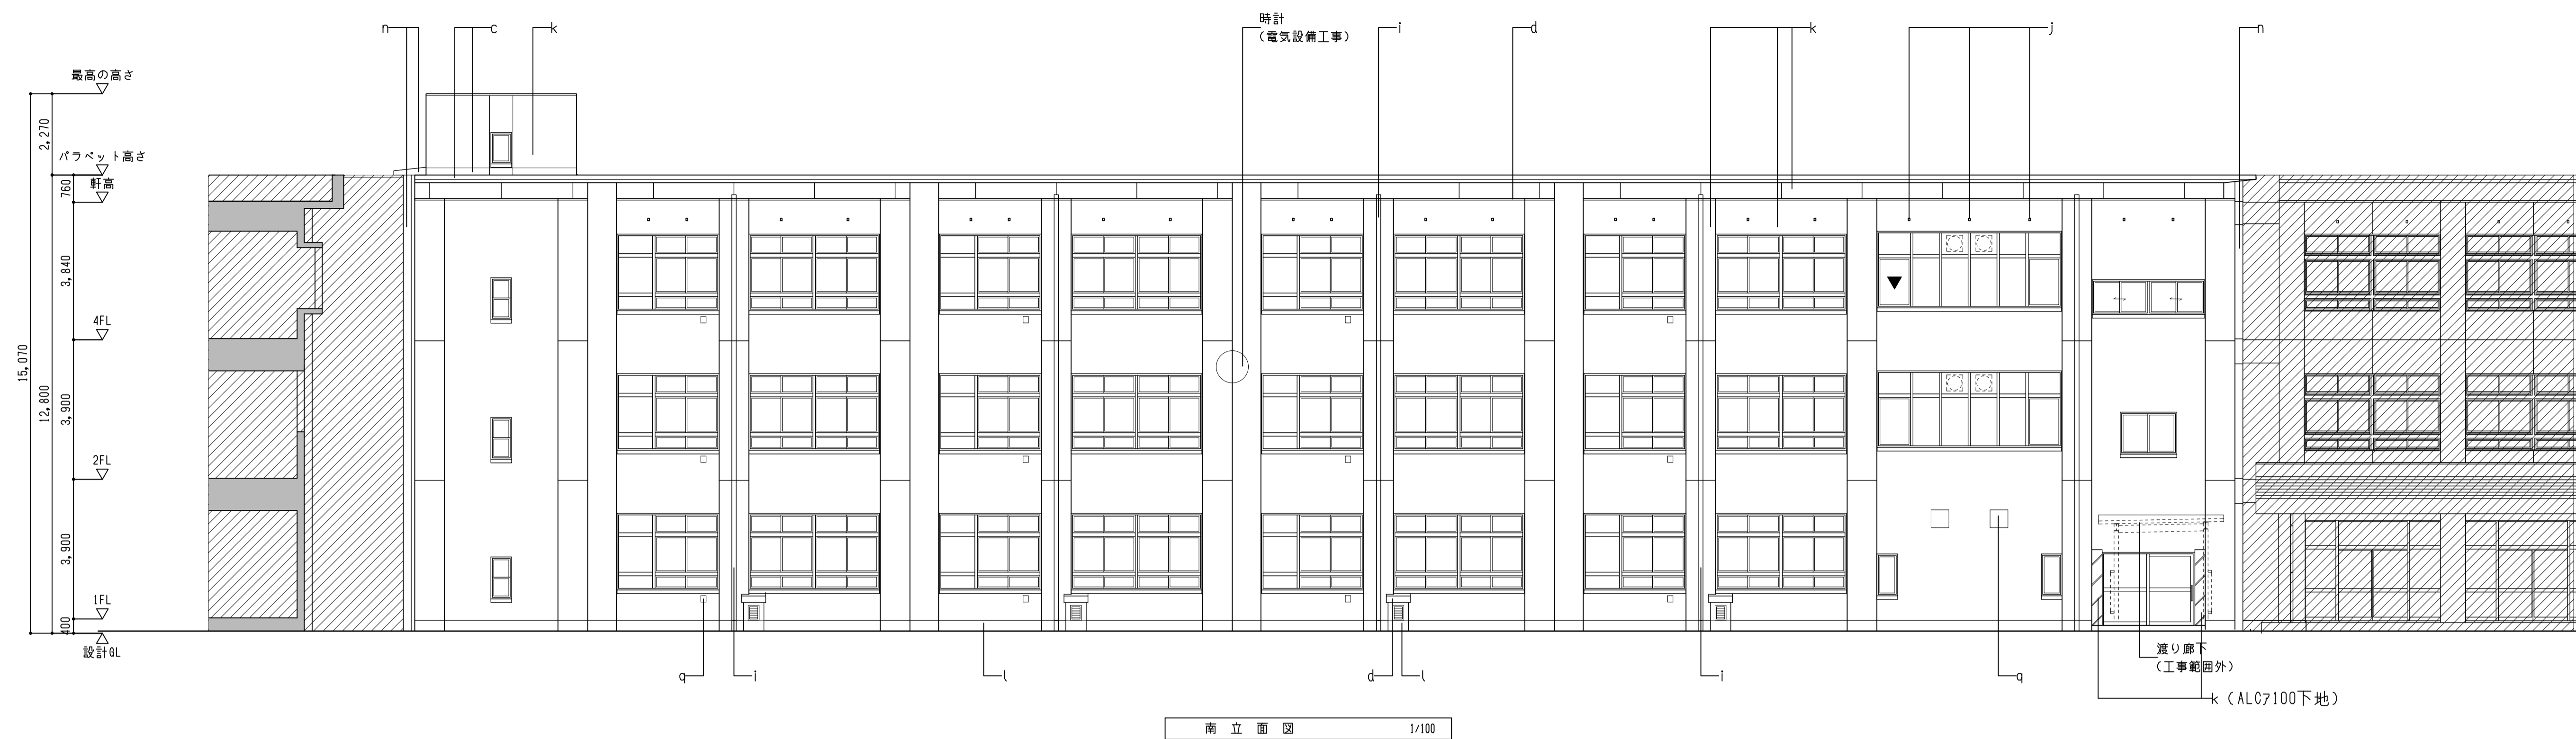 n
c
k
時計
(電気設備工事)
i
d
k
j
n
最高の高さ
2,270
パラペット高さ
760
軒高
3,840
4FL
15,070
12,800
3,900
2FL
3,900
1FL
400
設計GL
q
i
l
d
l
i
q
渡り廊下
(工事範囲外)
k(ALCア100下地)
南立面図 1/100